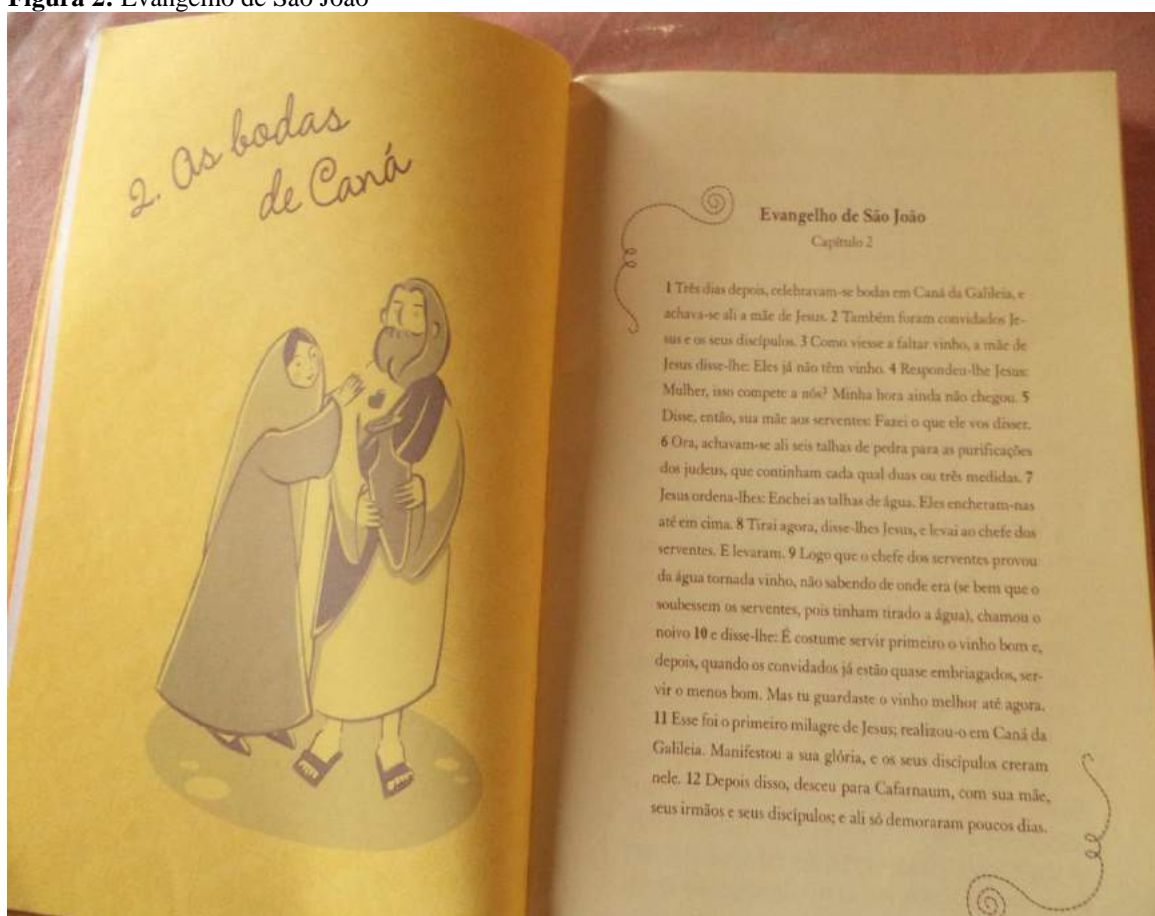 Figura 2: Evangelho de São João
2. As bodas
de Caná
Evangelho de São João
Capítulo 2
1 Três dias depois, celebravam-se bodas em Caná da Galileia, e
achava-se ali a mãe de Jesus. 2 Também foram convidados Je-
sus e os seus discípulos. 3 Como viesse a faltar vinho, a mãe de
Jesus disse-lhe: Eles já não têm vinho. 4 Respondeu-lhe Jesus:
Mulher, isso compete a nós? Minha hora ainda não chegou. 5
Disse, então, sua mãe aos serventes: Fazei o que ele vos disser.
6 Ora, achavam-se ali seis talhas de pedra para as purificações
dos judeus, que continham cada qual duas ou três medidas. 7
Jesus ordena-lhes: Enchei as talhas de água. Eles encheram-nas
até em cima. 8 Tirai agora, disse-lhes Jesus, e levai ao chefe dos
serventes. E levaram. 9 Logo que o chefe dos serventes provou
da água tornada vinho, não sabendo de onde era (se bem que o
soubessem os serventes, pois tinham tirado a água), chamou o
noivo 10 e disse-lhe: É costume servir primeiro o vinho bom e,
depois, quando os convidados já estão quase embriagados, ser-
vir o menos bom. Mas tu guardaste o vinho melhor até agora.
11 Esse foi o primeiro milagre de Jesus; realizou-o em Caná da
Galileia. Manifestou a sua glória, e os seus discípulos creram
nele. 12 Depois disso, desceu para Cafarnaum, com sua mãe,
seus irmãos e seus discípulos; e ali só demoraram poucos dias.